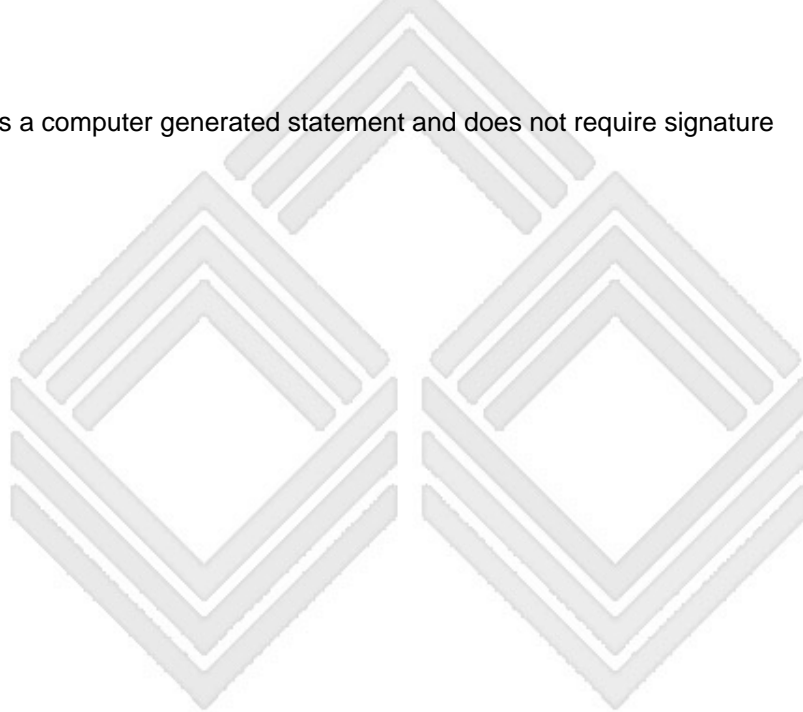 s a computer generated statement and does not require signature